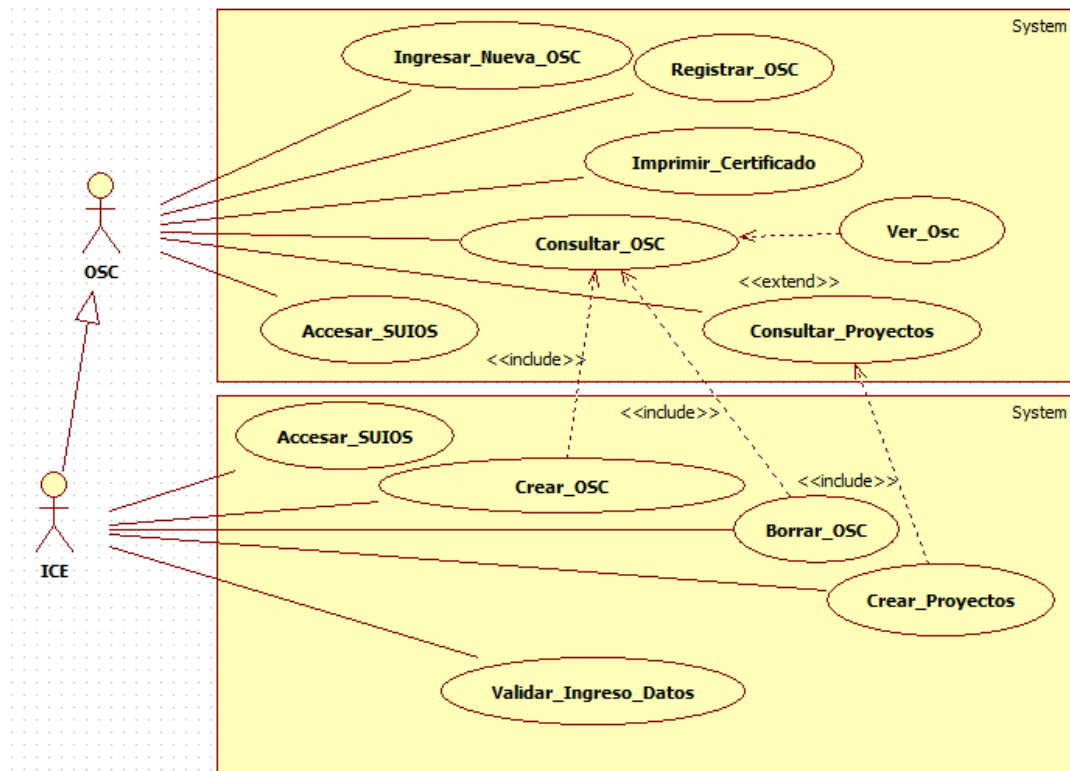 System
Ingresar_Nueva_OSC
Registrar_OSC
Imprimir_Certificado
Consultar_OSC
Ver_Osc
OSC
<<extend>>
Accesar_SUIOS
Consultar_Proyectos
<<include>>
System
<<include>>
Accesar_SUIOS
Crear_OSC
<<include>>
Borrar_OSC
ICE
Crear_Proyectos
Validar_Ingreso_Datos